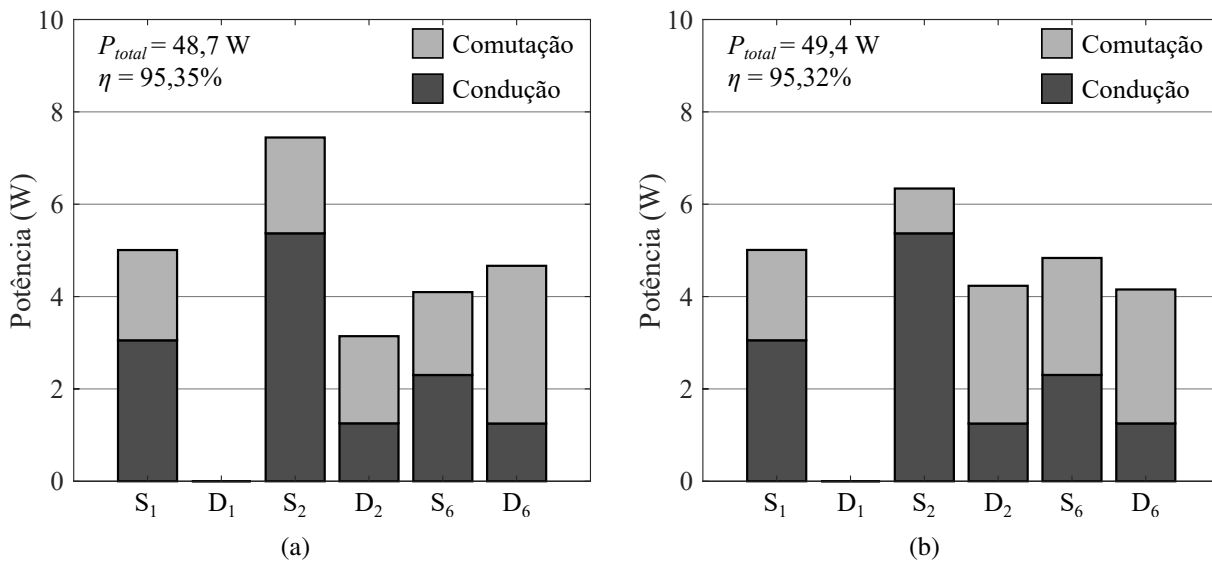 P_total = 48,7 W
η = 95,35%
Comutação
Condução
Potência (W)
10
8
6
4
2
0
S₁ D₁ S₂ D₂ S₆ D₆
(a)
P_total = 49,4 W
η = 95,32%
Comutação
Condução
Potência (W)
10
8
6
4
2
0
S₁ D₁ S₂ D₂ S₆ D₆
(b)